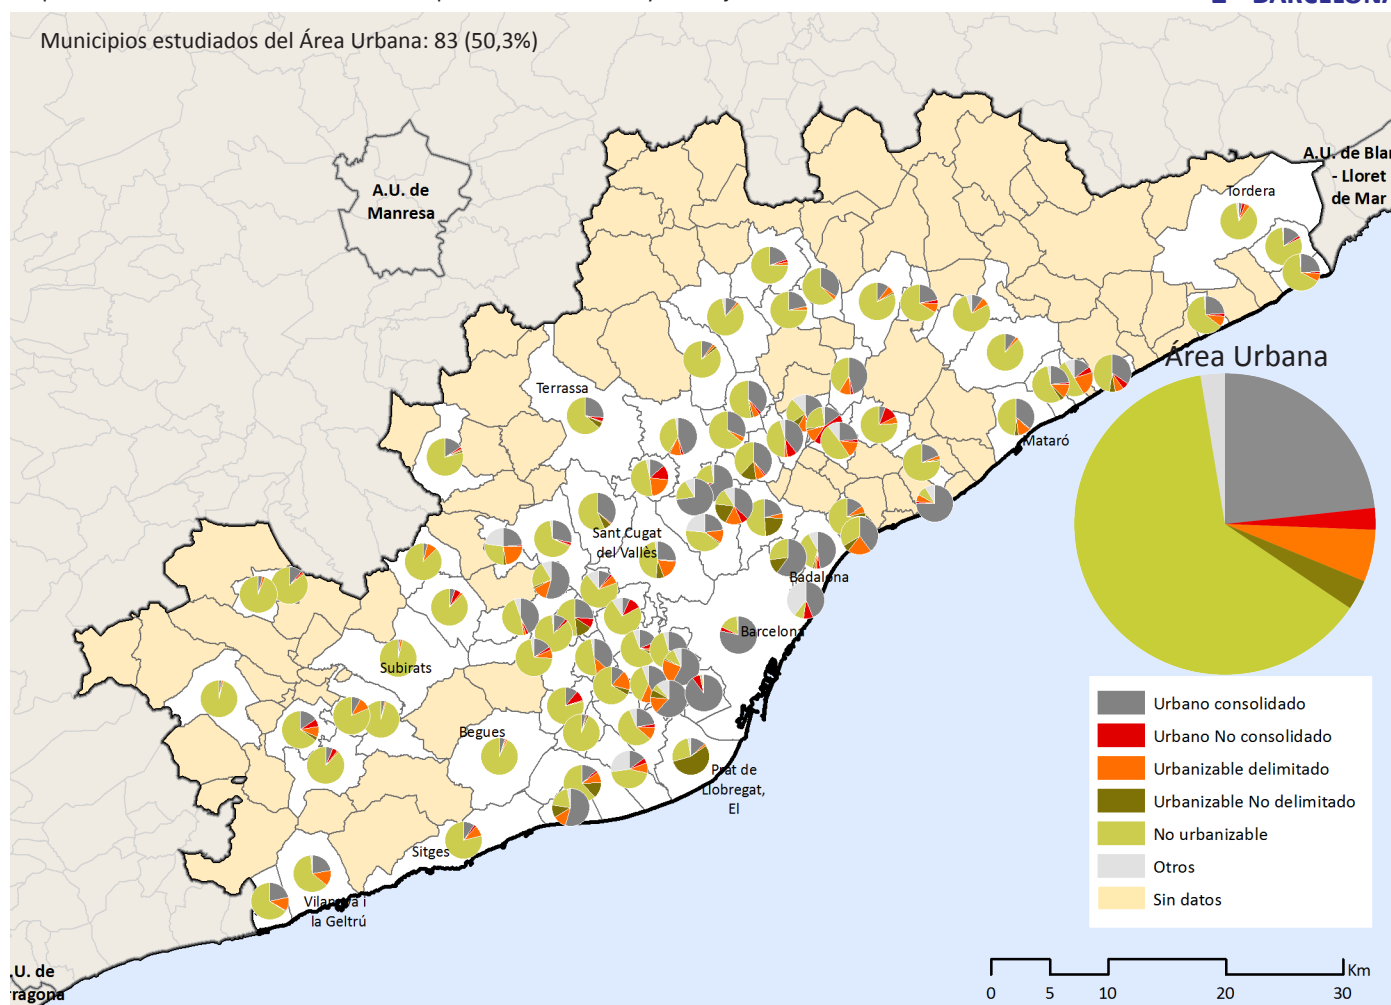 Municipios estudiados del Área Urbana: 83 (50,3%)
A.U. de
Manresa
- Lloret
de Mar
Tordera
Área Urbana
Terrassa
Mataró
Sant Cugat
del Vallès
Badalona
Barcelona
Subirats
Begues
Prat de
Llobregat,
El
Sitges
Vilanova i
la Geltrú
Urbano consolidado
Urbano No consolidado
Urbanizable delimitado
Urbanizable No delimitado
No urbanizable
Otros
Sin datos
Km
0 5 10 20 30